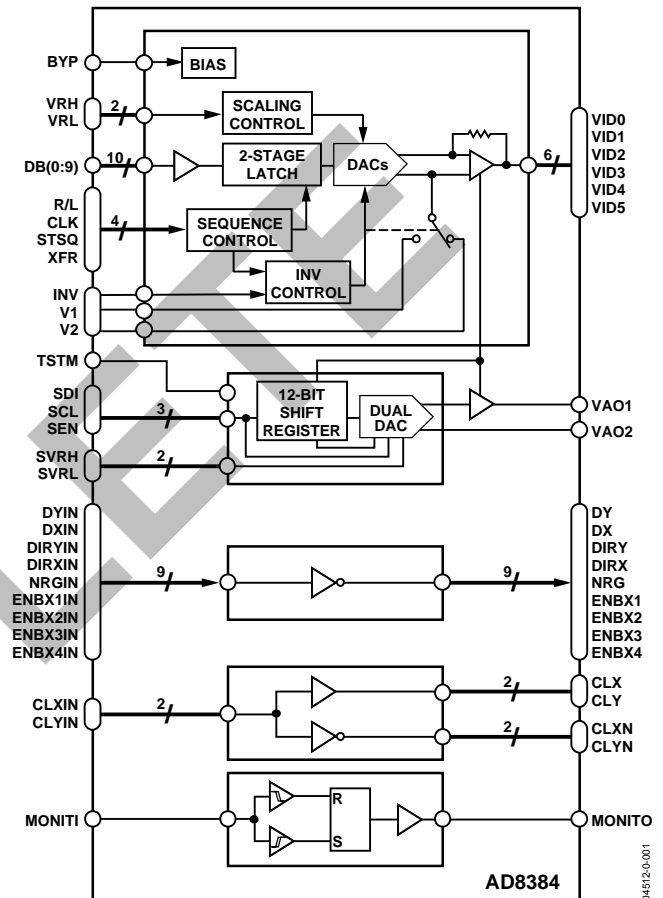 BYP
BIAS
VRH
VRL
2
SCALING
CONTROL
DB(0:9)
10
2-STAGE
LATCH
DACs
6
VID0
VID1
VID2
VID3
VID4
VID5
R/L
CLK
STSQ
XFR
4
SEQUENCE
CONTROL
INV
V1
V2
INV
CONTROL
TSTM
SDI
SCL
SEN
3
12-BIT
SHIFT
REGISTER
DUAL
DAC
VAO1
VAO2
SVRH
SVRL
2
DYIN
DXIN
DIRYIN
DIRXIN
NRGIN
ENBX1IN
ENBX2IN
ENBX3IN
ENBX4IN
9
9
DY
DX
DIRY
DIRX
NRG
ENBX1
ENBX2
ENBX3
ENBX4
CLXIN
CLYIN
2
2
CLX
CLY
2
CLXN
CLYN
MONITI
R
S
MONITO
AD8384
04512-0-001
LETE